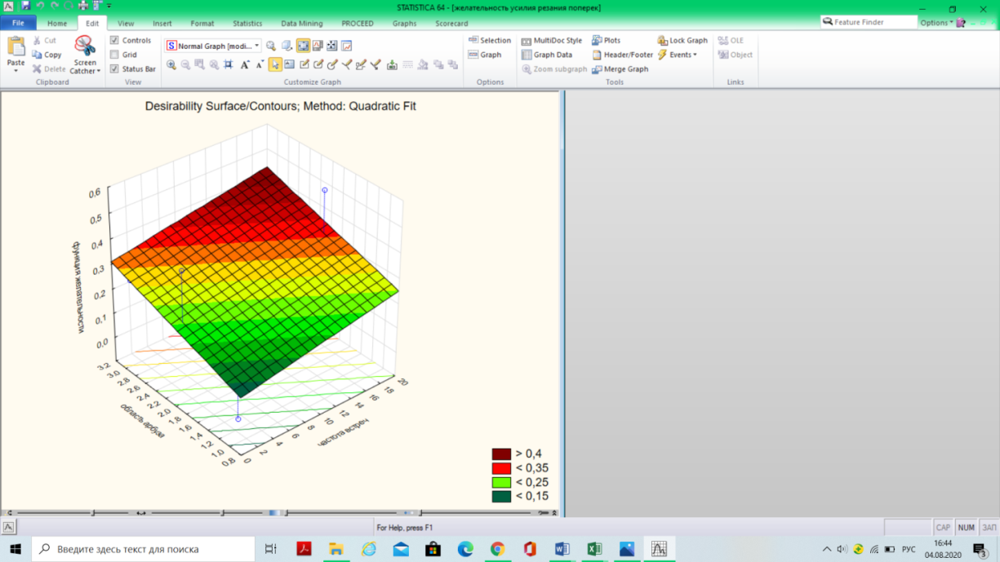 STATISTICA 64 - [желательность усилия резания поперек]
File Home Edit View Insert Format Statistics Data Mining PROCEED Graphs Scorecard
Feature Finder
Options
Paste
Cut
Copy
Delete
Screen Catcher
Clipboard
Controls
Grid
Status Bar
View
Normal Graph [modi...
Customize Graph
Selection
Graph
Options
MultiDoc Style
Graph Data
Zoom subgraph
Plots
Header/Footer
Merge Graph
Lock Graph
Events
Tools
OLE
Object
Links
Desirability Surface/Contours; Method: Quadratic Fit
0,6
0,5
0,4
0,3
0,2
0,1
0,0
функция желательности
3,2
3,0
2,8
2,6
2,4
2,2
2,0
1,8
1,6
1,4
1,2
1,0
0,8
область арбуза
0
2
4
6
8
10
12
14
16
18
20
частота встреч
> 0,4
< 0,35
< 0,25
< 0,15
For Help, press F1
CAP NUM ЗАП
Введите здесь текст для поиска
РУС
16:44
04.08.2020
3